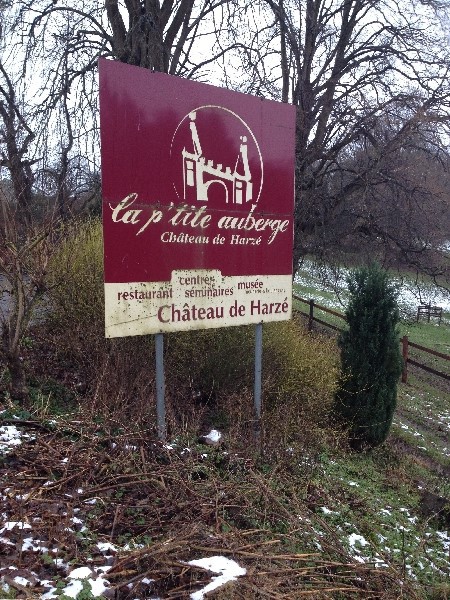 la p'tite auberge
Château de Harzé
restaurant centres séminaires musée
Château de Harzé